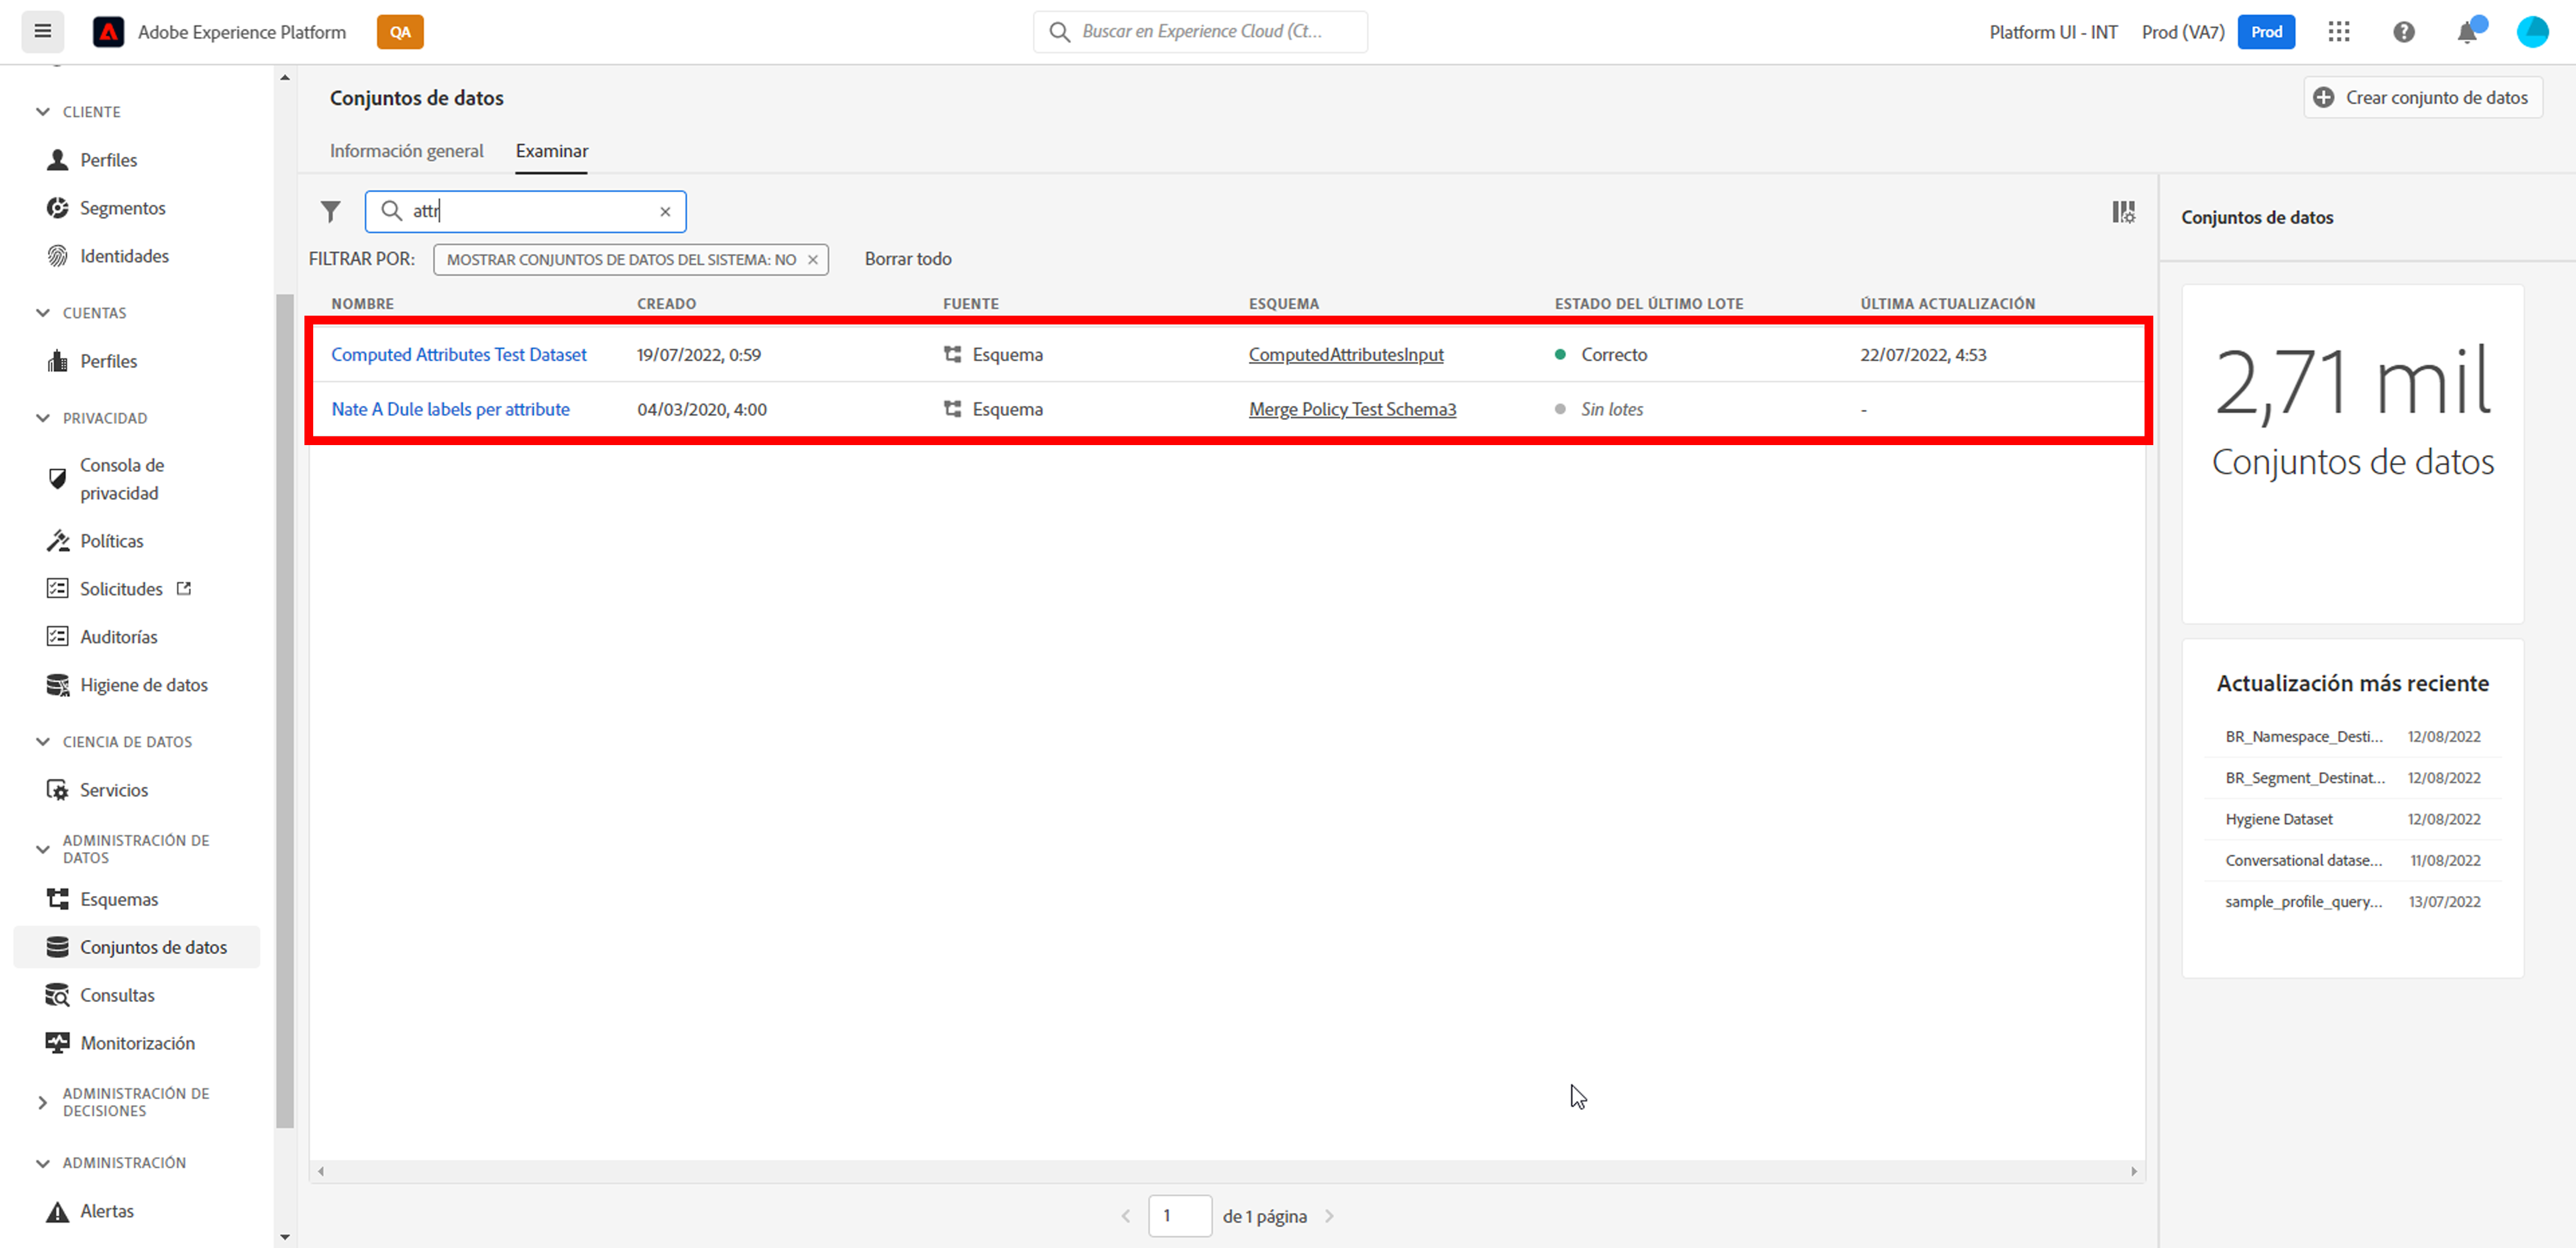 Adobe Experience Platform
QA
Buscar en Experience Cloud (Ct...
Platform UI - INT
Prod (VA7)
Prod
CLIENTE
Perfiles
Segmentos
Identidades
CUENTAS
Perfiles
PRIVACIDAD
Consola de
privacidad
Políticas
Solicitudes
Auditorías
Higiene de datos
CIENCIA DE DATOS
Servicios
ADMINISTRACIÓN DE
DATOS
Esquemas
Conjuntos de datos
Consultas
Monitorización
ADMINISTRACIÓN DE
DECISIONES
ADMINISTRACIÓN
Alertas
Conjuntos de datos
Crear conjunto de datos
Información general
Examinar
attr
FILTRAR POR:
MOSTRAR CONJUNTOS DE DATOS DEL SISTEMA: NO
Borrar todo
NOMBRE CREADO FUENTE ESQUEMA ESTADO DEL ÚLTIMO LOTE ÚLTIMA ACTUALIZACIÓN
Computed Attributes Test Dataset 19/07/2022, 0:59 Esquema ComputedAttributesInput Correcto 22/07/2022, 4:53
Nate A Dule labels per attribute 04/03/2020, 4:00 Esquema Merge Policy Test Schema3 Sin lotes -
1 de 1 página
Conjuntos de datos
2,71 mil
Conjuntos de datos
Actualización más reciente
BR_Namespace_Desti... 12/08/2022
BR_Segment_Destinat... 12/08/2022
Hygiene Dataset 12/08/2022
Conversational datase... 11/08/2022
sample_profile_query... 13/07/2022